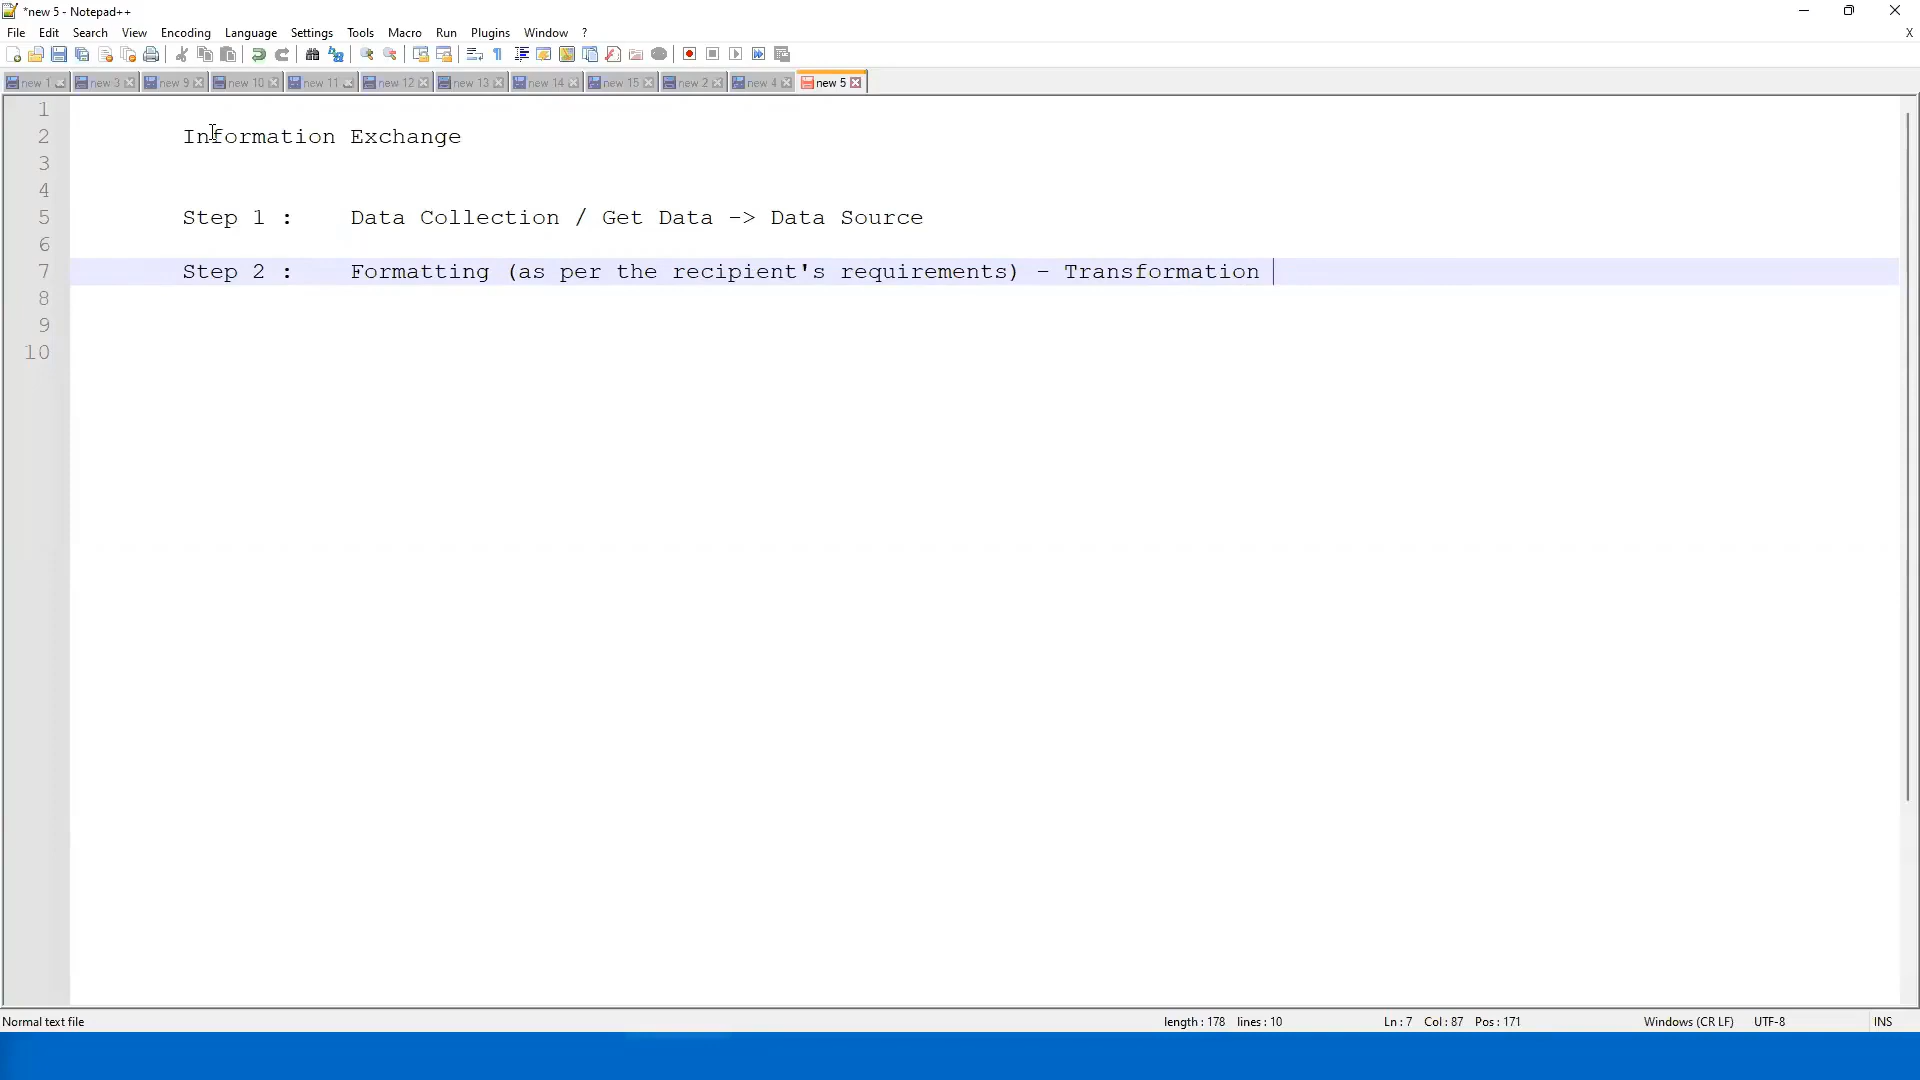 *new 5 - Notepad++
File Edit Search View Encoding Language Settings Tools Macro Run Plugins Window ? X
new 1 new 3 new 9 new 10 new 11 new 12 new 13 new 14 new 15 new 2 new 4 new 5
1
2 Information Exchange
3
4
5 Step 1 : Data Collection / Get Data -> Data Source
6
7 Step 2 : Formatting (as per the recipient's requirements) - Transformation
8
9
10
Normal text file length : 178 lines : 10 Ln : 7 Col : 87 Pos : 171 Windows (CR LF) UTF-8 INS